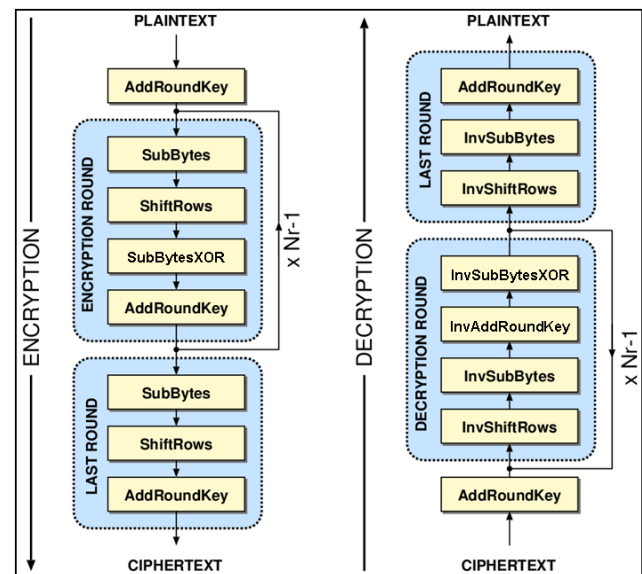 ENCRYPTION
PLAINTEXT
AddRoundKey
ENCRYPTION ROUND
SubBytes
ShiftRows
SubBytesXOR
AddRoundKey
x Nr-1
LAST ROUND
SubBytes
ShiftRows
AddRoundKey
CIPHERTEXT
DECRYPTION
PLAINTEXT
LAST ROUND
AddRoundKey
InvSubBytes
InvShiftRows
DECRYPTION ROUND
InvSubBytesXOR
InvAddRoundKey
InvSubBytes
InvShiftRows
x Nr-1
AddRoundKey
CIPHERTEXT